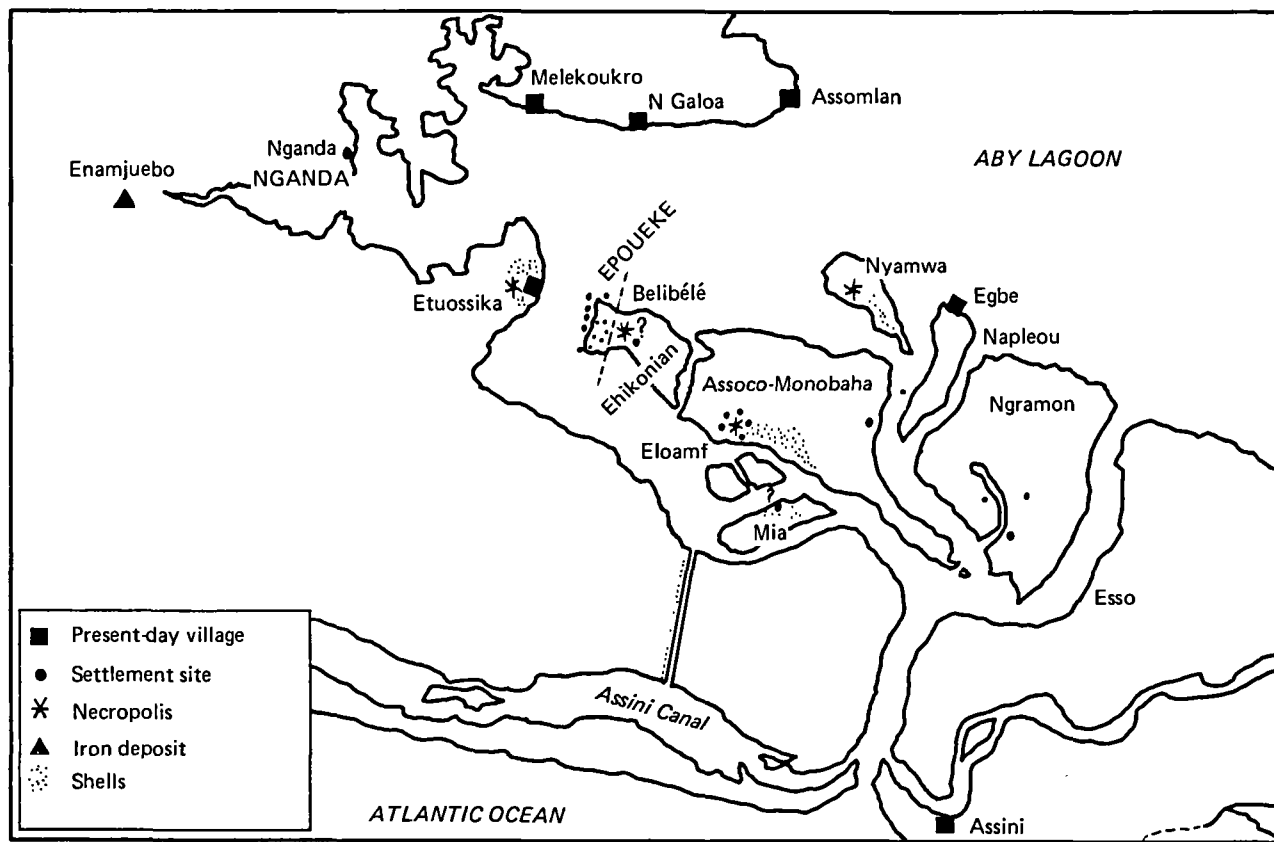 Melekoukro
N Galoa
Assomlan
Nganda
NGANDA
Enamjuebo
ABY LAGOON
EPOUEKE
Nyamwa
Etuossika
Belibélé
Egbe
?
Napleou
Ehikonian
Assoco-Monobaha
Ngramon
Eloamf
?
Mia
Esso
Present-day village
Settlement site
Necropolis
Iron deposit
Shells
Assini Canal
ATLANTIC OCEAN
Assini